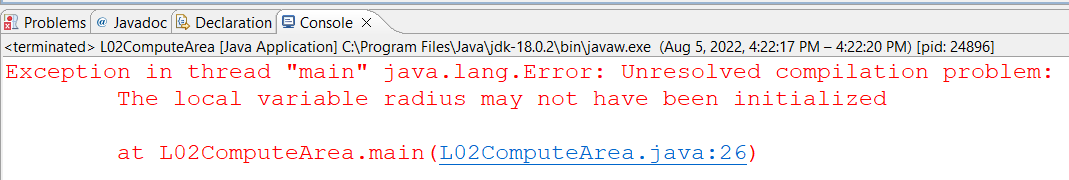 Problems @ Javadoc Declaration Console
<terminated> L02ComputeArea [Java Application] C:\Program Files\Java\jdk-18.0.2\bin\javaw.exe (Aug 5, 2022, 4:22:17 PM – 4:22:20 PM) [pid: 24896]
Exception in thread "main" java.lang.Error: Unresolved compilation problem:
The local variable radius may not have been initialized
at L02ComputeArea.main(L02ComputeArea.java:26)